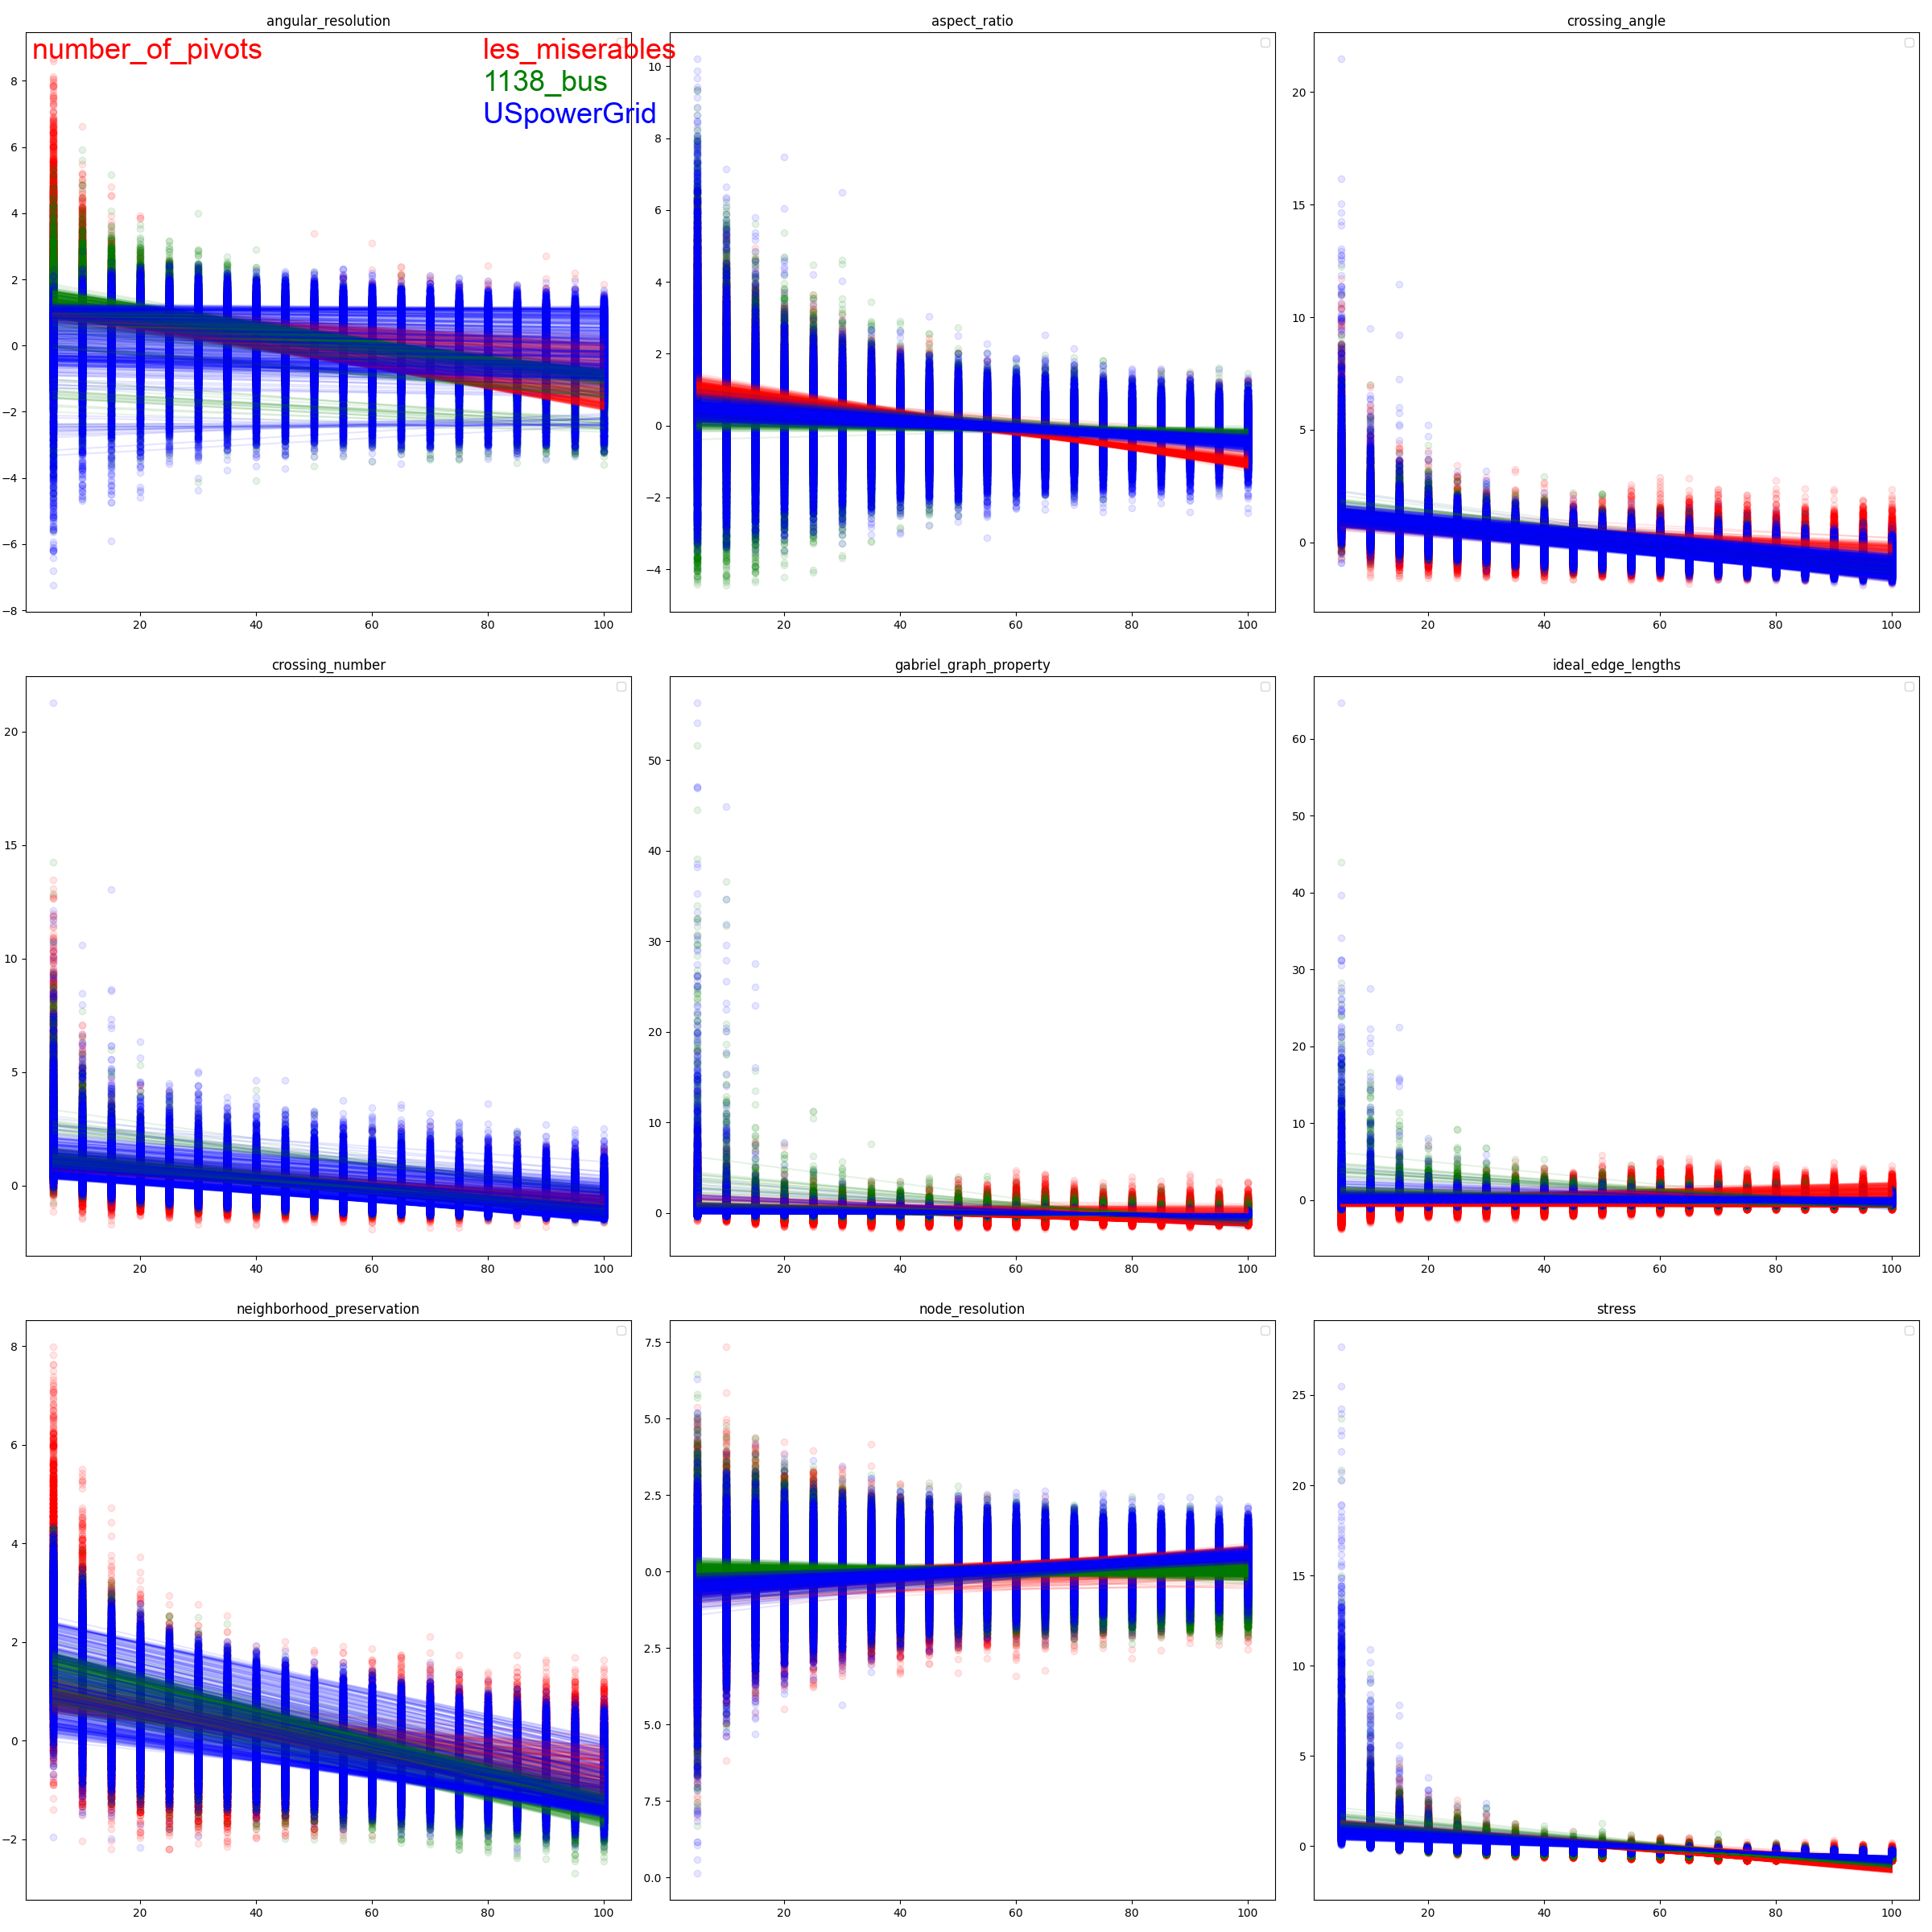 angular_resolution
aspect_ratio
crossing_angle
number_of_pivots
les_miserables
1138_bus
USpowerGrid
8
6
4
2
0
−2
−4
−6
−8
20 40 60 80 100
10
8
6
4
2
0
−2
−4
20 40 60 80 100
20
15
10
5
0
20 40 60 80 100
crossing_number
gabriel_graph_property
ideal_edge_lengths
20
15
10
5
0
20 40 60 80 100
50
40
30
20
10
0
20 40 60 80 100
60
50
40
30
20
10
0
20 40 60 80 100
neighborhood_preservation
node_resolution
stress
8
6
4
2
0
−2
20 40 60 80 100
7.5
5.0
2.5
0.0
2.5
5.0
7.5
0.0
20 40 60 80 100
25
20
15
10
5
0
20 40 60 80 100